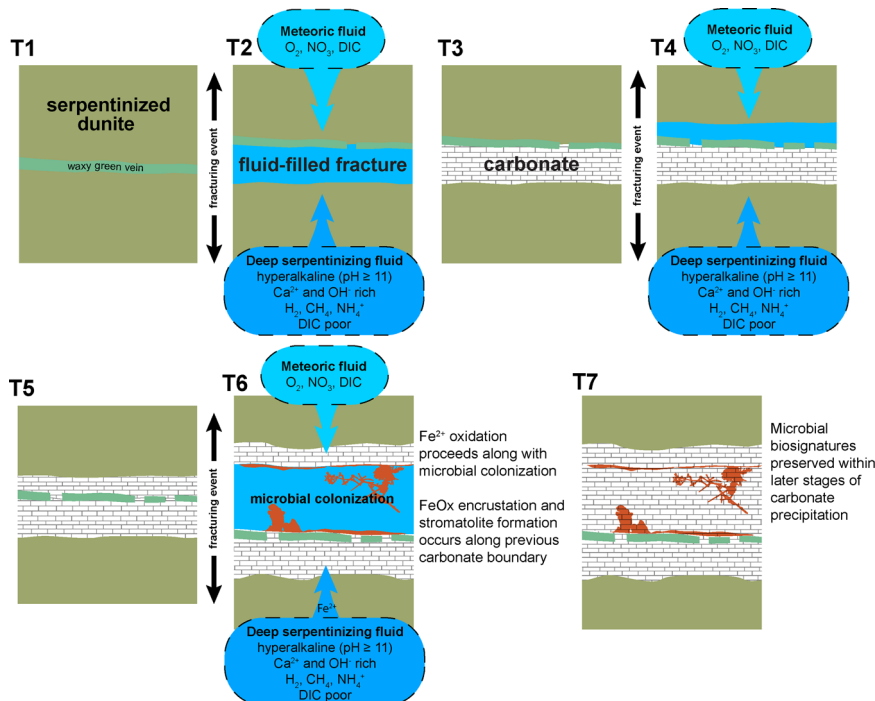 T1
serpentinized
dunite
waxy green vein
fracturing event
T2
Meteoric fluid
O₂, NO₃, DIC
fluid-filled fracture
Deep serpentinizing fluid
hyperalkaline (pH ≥ 11)
Ca²⁺ and OH⁻ rich
H₂, CH₄, NH₄⁺
DIC poor
T3
carbonate
fracturing event
T4
Meteoric fluid
O₂, NO₃, DIC
Deep serpentinizing fluid
hyperalkaline (pH ≥ 11)
Ca²⁺ and OH⁻ rich
H₂, CH₄, NH₄⁺
DIC poor
T5
fracturing event
T6
Meteoric fluid
O₂, NO₃, DIC
microbial colonization
Fe²⁺
Deep serpentinizing fluid
hyperalkaline (pH ≥ 11)
Ca²⁺ and OH⁻ rich
H₂, CH₄, NH₄⁺
DIC poor
Fe²⁺ oxidation
proceeds along with
microbial colonization
FeOx encrustation and
stromatolite formation
occurs along previous
carbonate boundary
T7
Microbial
biosignatures
preserved within
later stages of
carbonate
precipitation